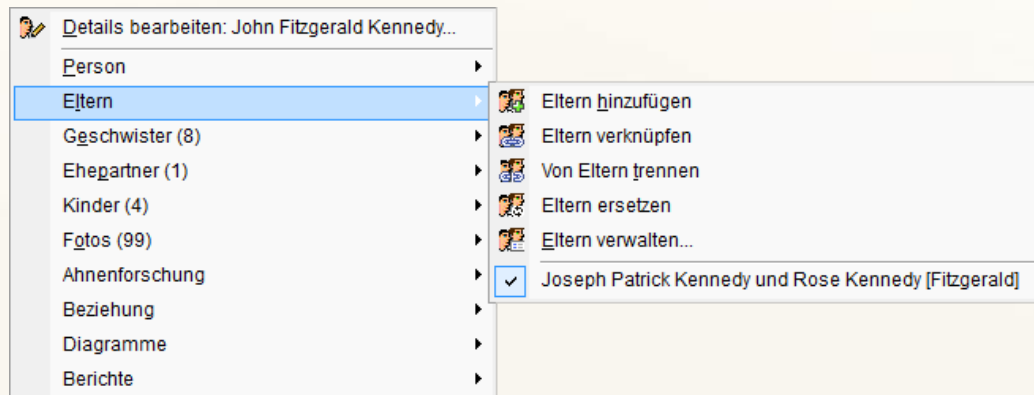 Details bearbeiten: John Fitzgerald Kennedy...
Person
Eltern
Geschwister (8)
Ehepartner (1)
Kinder (4)
Fotos (99)
Ahnenforschung
Beziehung
Diagramme
Berichte
Eltern hinzufügen
Eltern verknüpfen
Von Eltern trennen
Eltern ersetzen
Eltern verwalten...
Joseph Patrick Kennedy und Rose Kennedy [Fitzgerald]